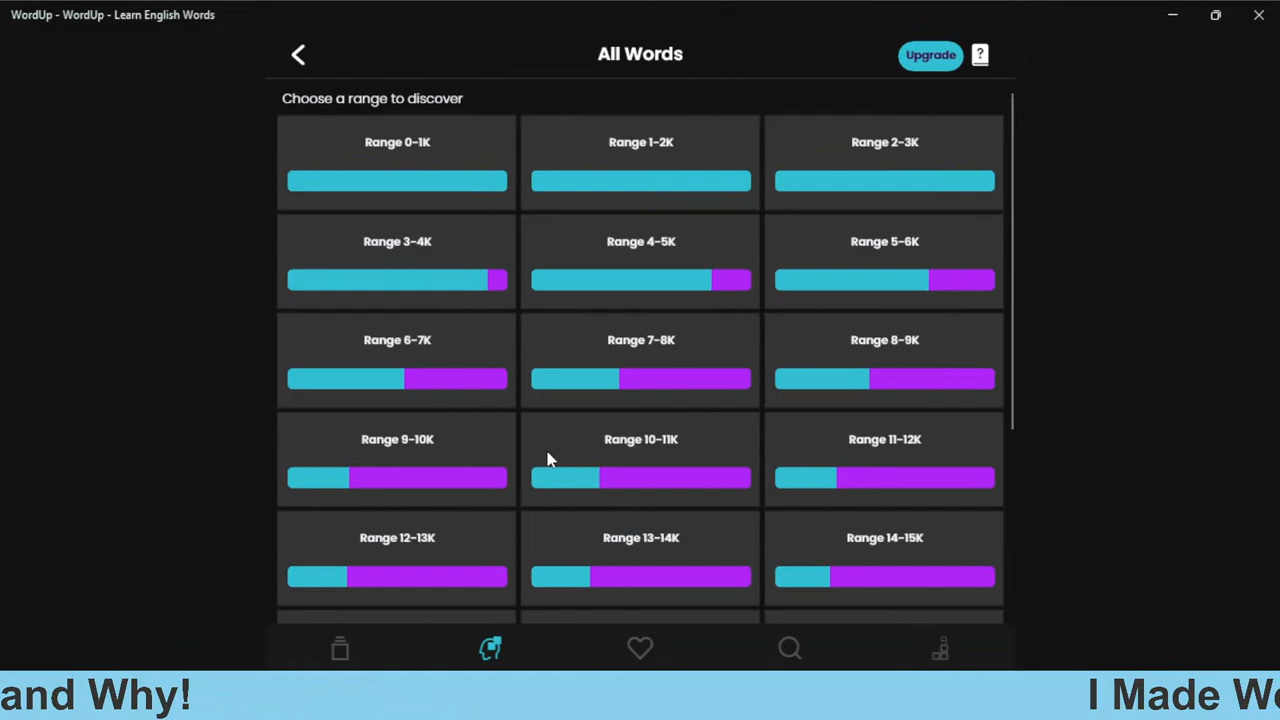 WordUp - WordUp - Learn English Words
All Words
Upgrade
?
Choose a range to discover
Range 0-1K
Range 1-2K
Range 2-3K
Range 3-4K
Range 4-5K
Range 5-6K
Range 6-7K
Range 7-8K
Range 8-9K
Range 9-10K
Range 10-11K
Range 11-12K
Range 12-13K
Range 13-14K
Range 14-15K
and Why!
I Made Wo